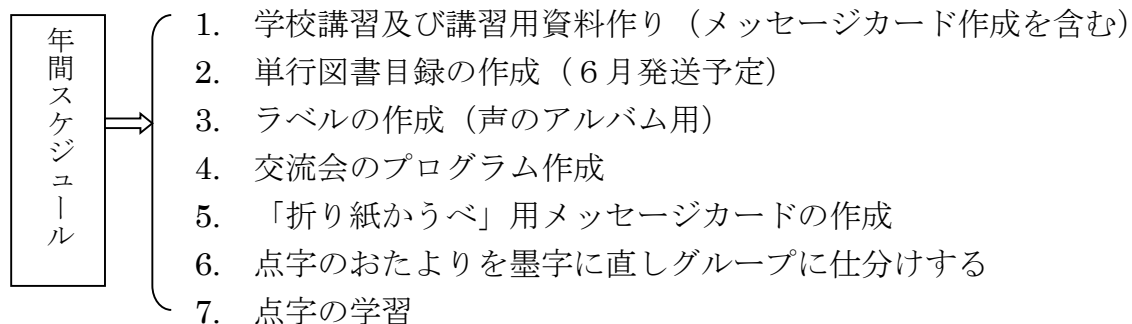 年間スケジュール
1. 学校講習及び講習用資料作り（メッセージカード作成を含む）
2. 単行図書目録の作成（６月発送予定）
3. ラベルの作成（声のアルバム用）
4. 交流会のプログラム作成
5. 「折り紙かうべ」用メッセージカードの作成
6. 点字のおたよりを墨字に直しグループに仕分けする
7. 点字の学習